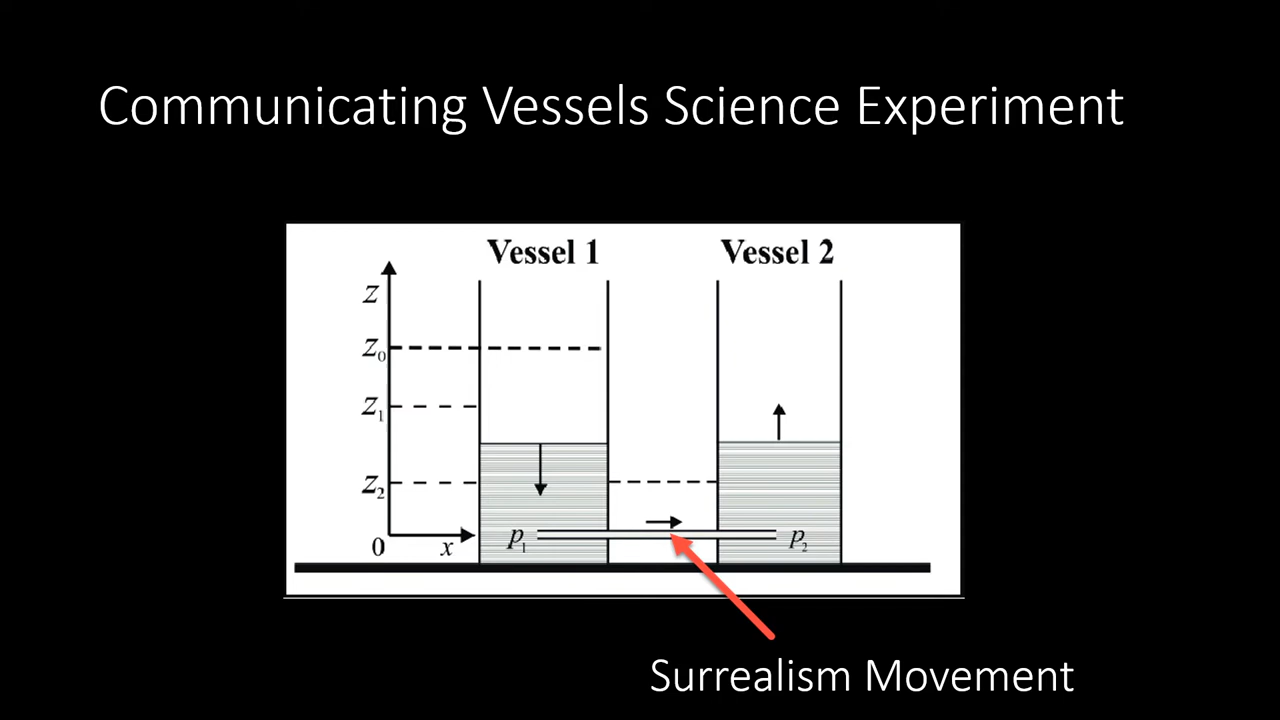 Communicating Vessels Science Experiment
Vessel 1 Vessel 2
z
z₀
z₁
z₂
p₁ p₂
0 x
Surrealism Movement